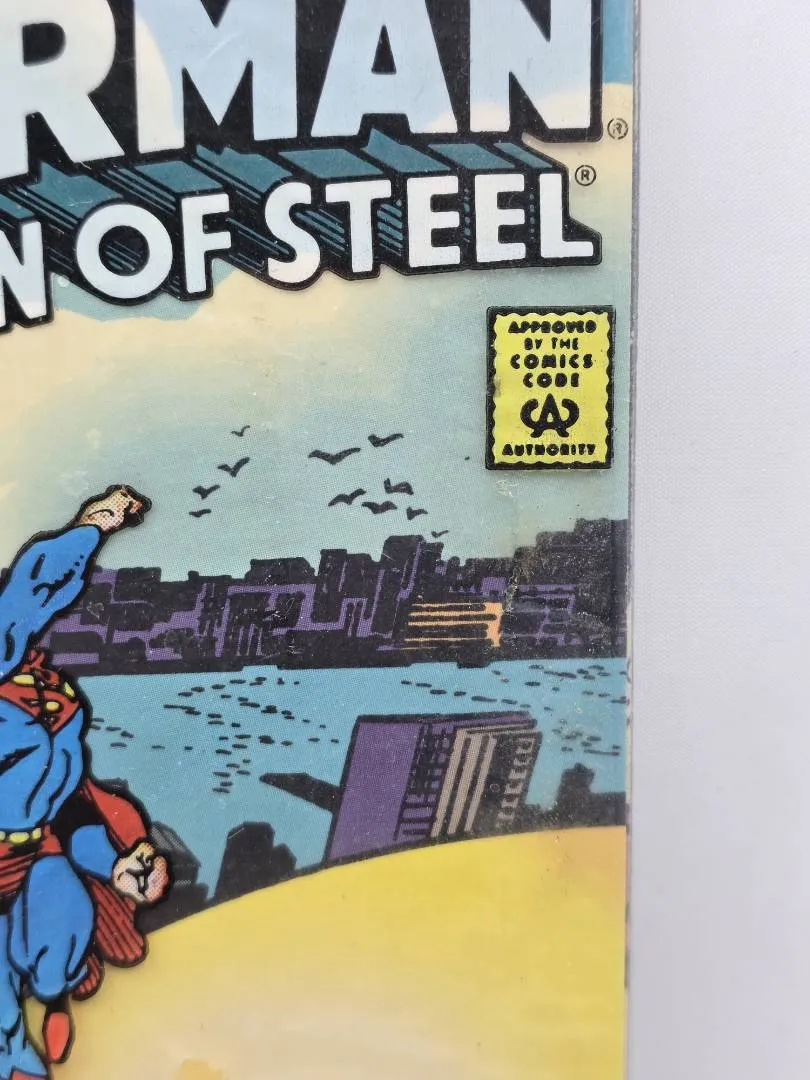 RMAN ®
N OF STEEL ®
APPROVED
BY THE
COMICS
CODE
CA
AUTHORITY